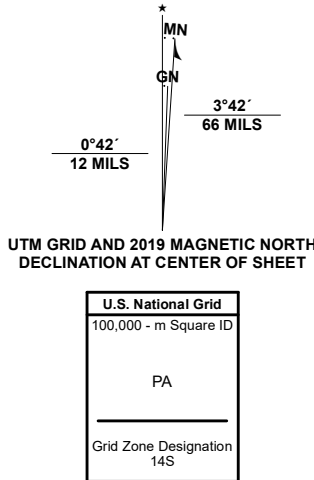 ★
MN
GN
3°42´
66 MILS
0°42´
12 MILS
UTM GRID AND 2019 MAGNETIC NORTH
DECLINATION AT CENTER OF SHEET
U.S. National Grid
100,000 - m Square ID
PA
Grid Zone Designation
14S